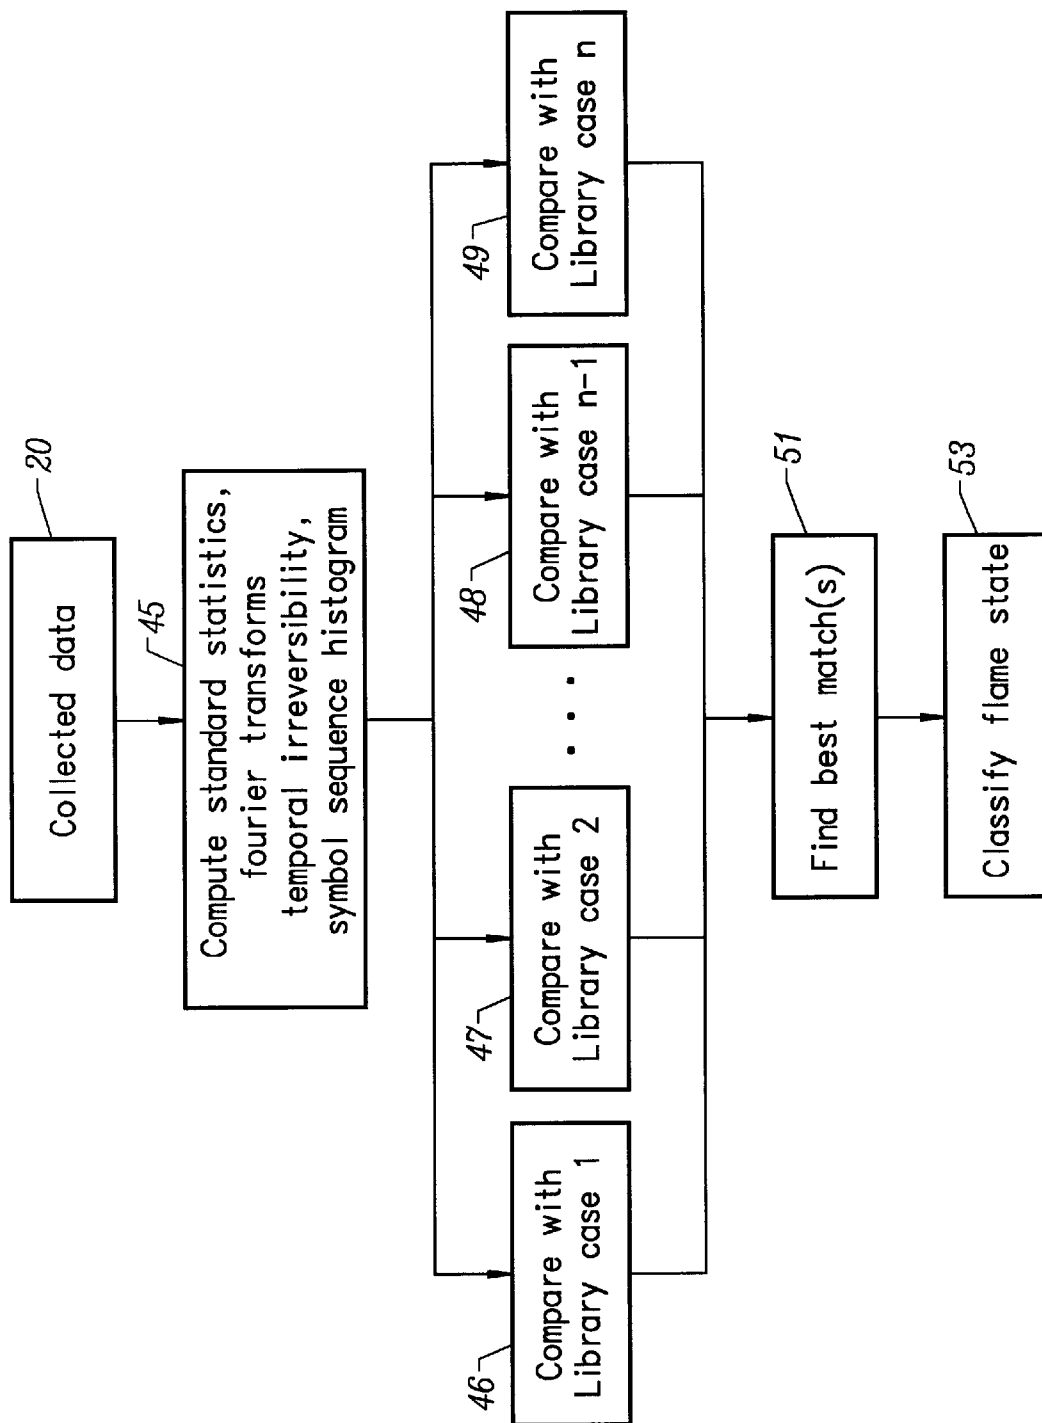 20
Collected data
45
Compute standard statistics,
fourier transforms
temporal irreversibility,
symbol sequence histogram
46
Compare with
Library case 1
47
Compare with
Library case 2
. . .
48
Compare with
Library case n-1
49
Compare with
Library case n
51
Find best match(s)
53
Classify flame state